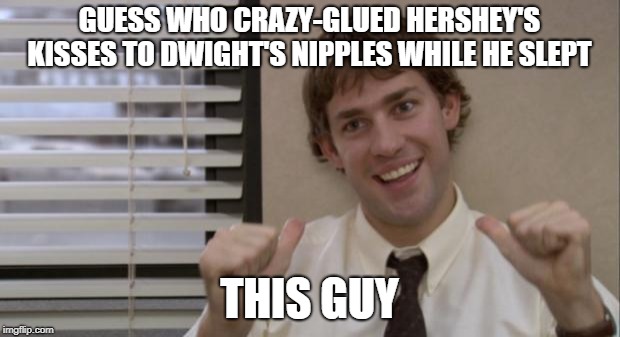 GUESS WHO CRAZY-GLUED HERSHEY'S
KISSES TO DWIGHT'S NIPPLES WHILE HE SLEPT
THIS GUY
imgflip.com